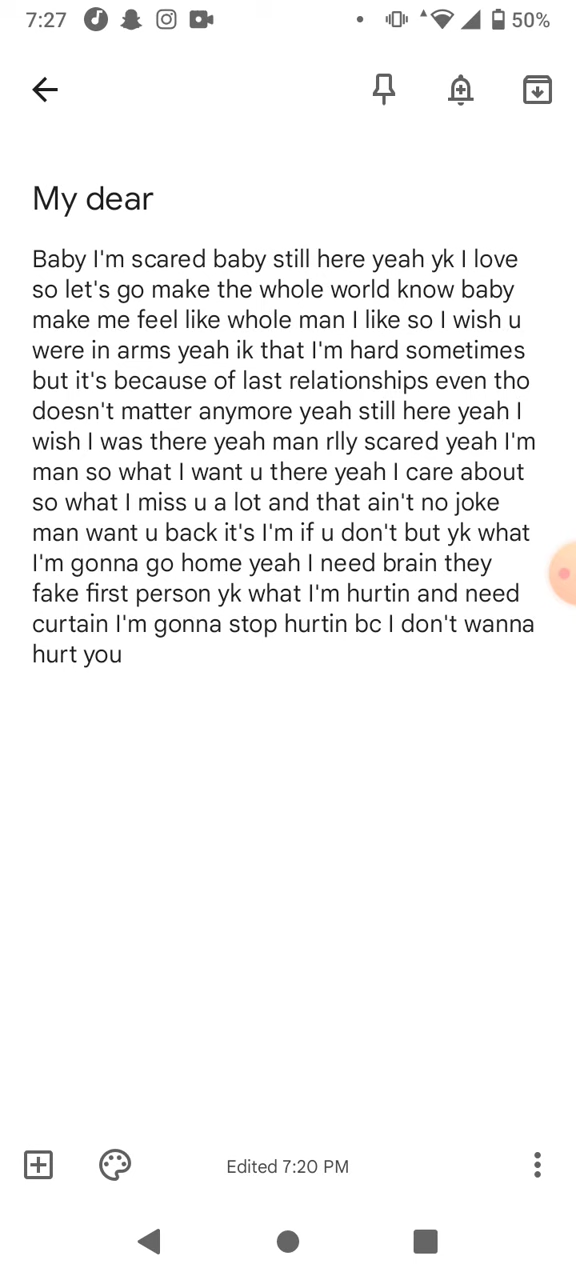 7:27
50%
My dear
Baby I'm scared baby still here yeah yk I love
so let's go make the whole world know baby
make me feel like whole man I like so I wish u
were in arms yeah ik that I'm hard sometimes
but it's because of last relationships even tho
doesn't matter anymore yeah still here yeah I
wish I was there yeah man rlly scared yeah I'm
man so what I want u there yeah I care about
so what I miss u a lot and that ain't no joke
man want u back it's I'm if u don't but yk what
I'm gonna go home yeah I need brain they
fake first person yk what I'm hurtin and need
curtain I'm gonna stop hurtin bc I don't wanna
hurt you
Edited 7:20 PM